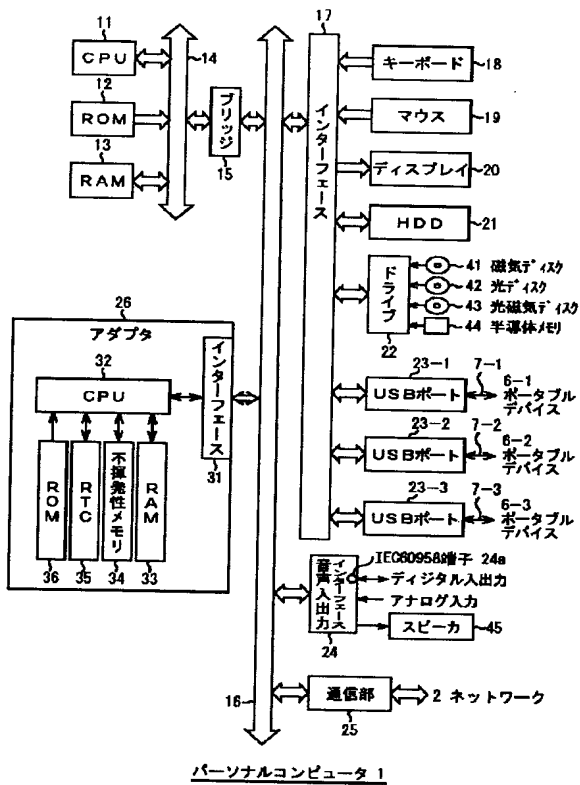 11
CPU
12
ROM
13
RAM
14
ブリッジ
15
17
インターフェース
キーボード 18
マウス 19
ディスプレイ 20
HDD 21
ドライブ
22
41 磁気ディスク
42 光ディスク
43 光磁気ディスク
44 半導体メモリ
23-1
USBポート
7-1
6-1
ポータブル
デバイス
23-2
USBポート
7-2
6-2
ポータブル
デバイス
23-3
USBポート
7-3
6-3
ポータブル
デバイス
26
アダプタ
32
CPU
インターフェース
31
ROM
36
RTC
35
不揮発性メモリ
34
RAM
33
音声入出力
インターフェース
24
IEC60958端子 24a
ディジタル入出力
アナログ入力
スピーカ 45
16
通信部
25
2 ネットワーク
パーソナルコンピュータ 1